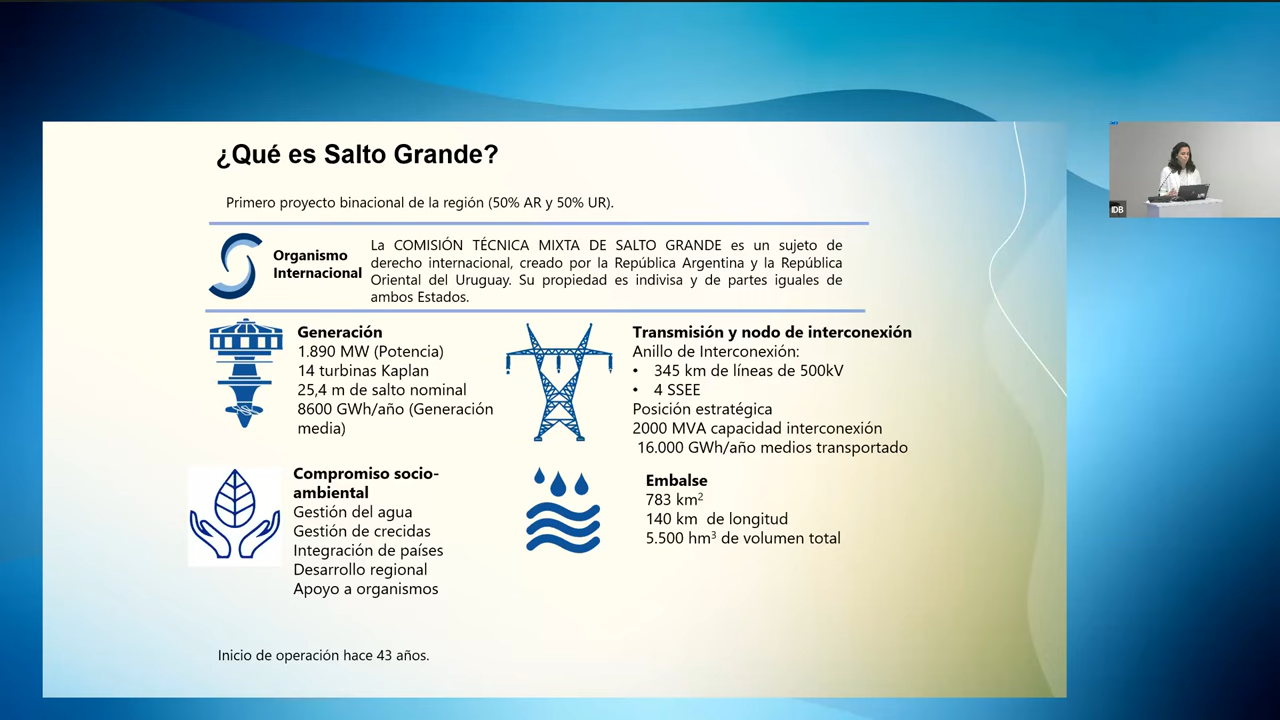 ¿Qué es Salto Grande?
Primero proyecto binacional de la región (50% AR y 50% UR).
Organismo
Internacional
La COMISIÓN TÉCNICA MIXTA DE SALTO GRANDE es un sujeto de
derecho internacional, creado por la República Argentina y la República
Oriental del Uruguay. Su propiedad es indivisa y de partes iguales de
ambos Estados.
Generación
1.890 MW (Potencia)
14 turbinas Kaplan
25,4 m de salto nominal
8600 GWh/año (Generación
media)
Transmisión y nodo de interconexión
Anillo de Interconexión:
• 345 km de líneas de 500kV
• 4 SSEE
Posición estratégica
2000 MVA capacidad interconexión
16.000 GWh/año medios transportado
Compromiso socio-
ambiental
Gestión del agua
Gestión de crecidas
Integración de países
Desarrollo regional
Apoyo a organismos
Embalse
783 km²
140 km de longitud
5.500 hm³ de volumen total
Inicio de operación hace 43 años.
IDB